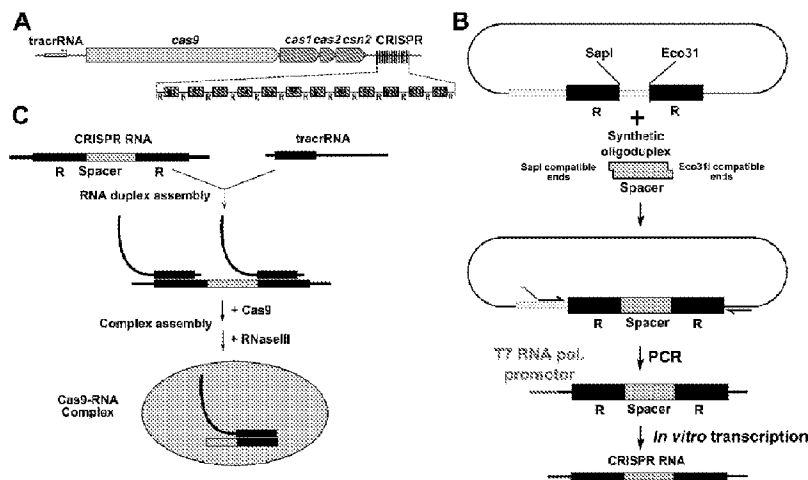 A
tracrRNA
cas9
cas1 cas2 csn2 CRISPR
R R R R R R R R R R R R R
B
SapI
Eco31
R
R
+
Synthetic
oligoduplex
SapI compatible
ends
Eco31I compatible
ends
Spacer
R
Spacer
R
PCR
T7 RNA pol.
promoter
R
Spacer
R
In vitro transcription
CRISPR RNA
C
CRISPR RNA
tracrRNA
R Spacer R
RNA duplex assembly
+ Cas9
Complex assembly
+ RNaseIII
Cas9-RNA
Complex